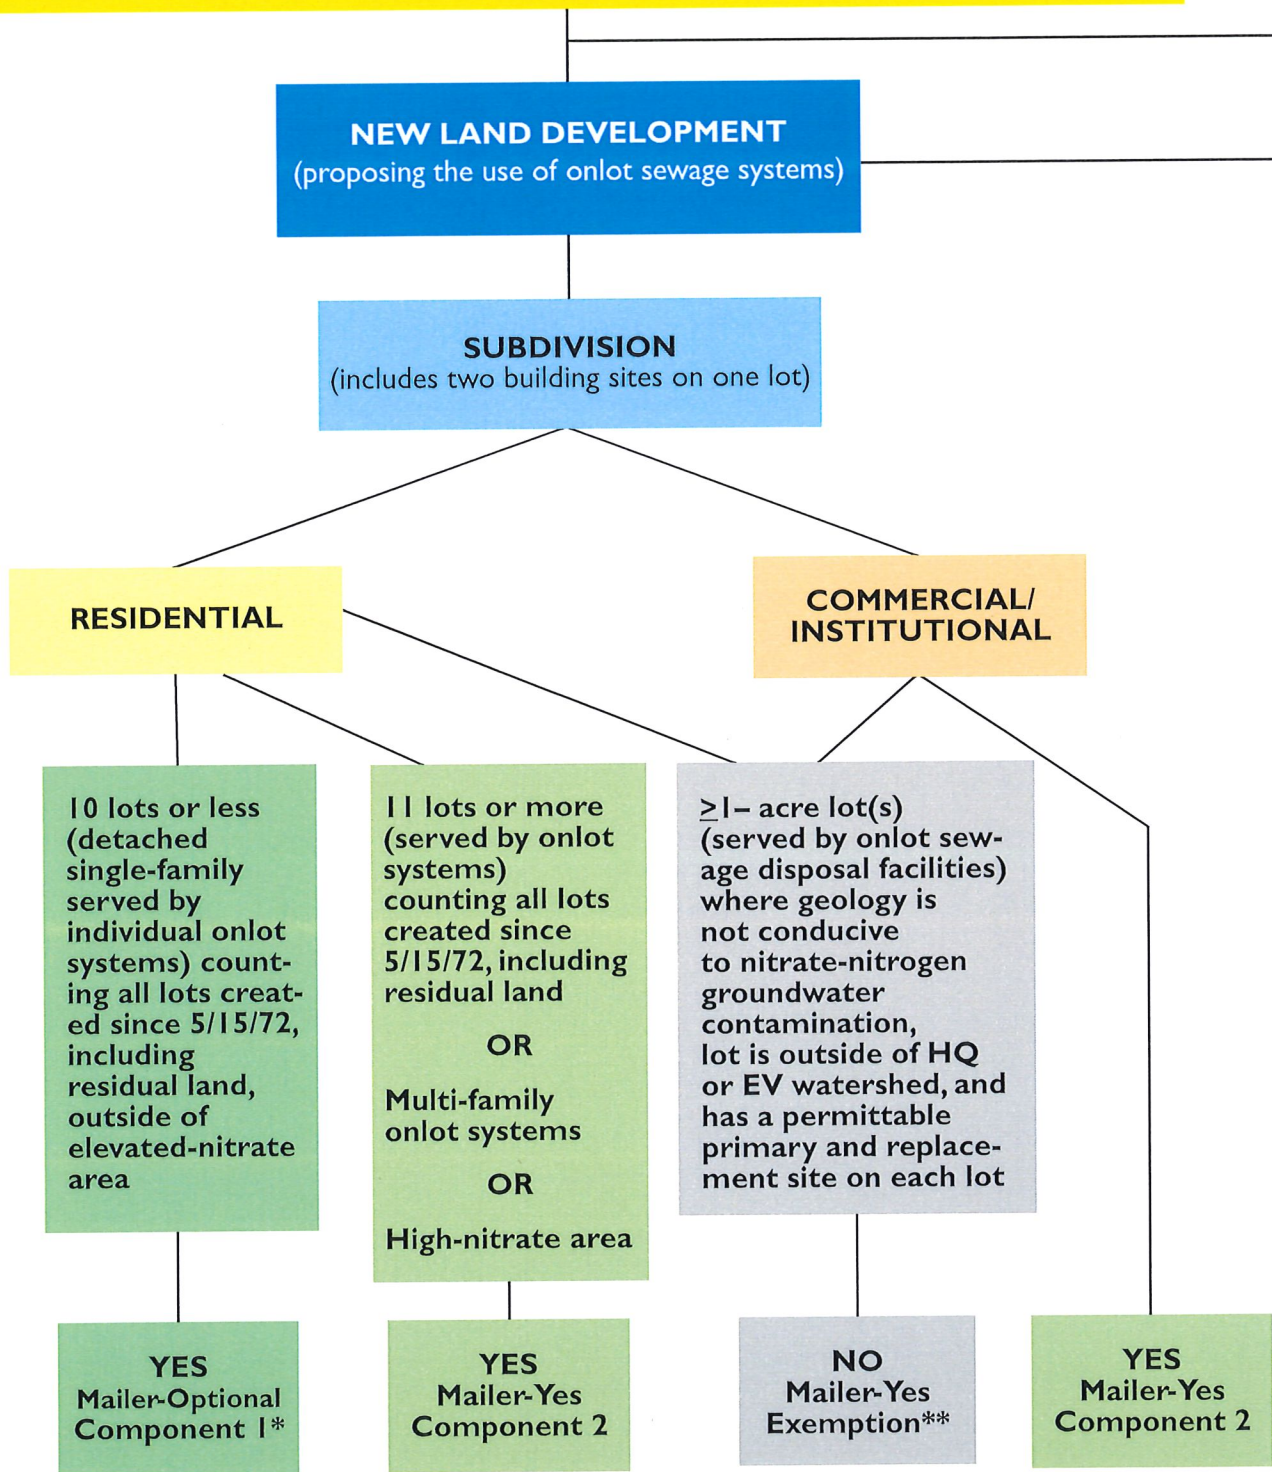 NEW LAND DEVELOPMENT
(proposing the use of onlot sewage systems)
SUBDIVISION
(includes two building sites on one lot)
RESIDENTIAL
COMMERCIAL/
INSTITUTIONAL
10 lots or less
(detached
single-family
served by
individual onlot
systems) count-
ing all lots creat-
ed since 5/15/72,
including
residual land,
outside of
elevated-nitrate
area
11 lots or more
(served by onlot
systems)
counting all lots
created since
5/15/72, including
residual land
OR
Multi-family
onlot systems
OR
High-nitrate area
≥1– acre lot(s)
(served by onlot sew-
age disposal facilities)
where geology is
not conducive
to nitrate-nitrogen
groundwater
contamination,
lot is outside of HQ
or EV watershed, and
has a permittable
primary and replace-
ment site on each lot
YES
Mailer-Optional
Component 1*
YES
Mailer-Yes
Component 2
NO
Mailer-Yes
Exemption**
YES
Mailer-Yes
Component 2